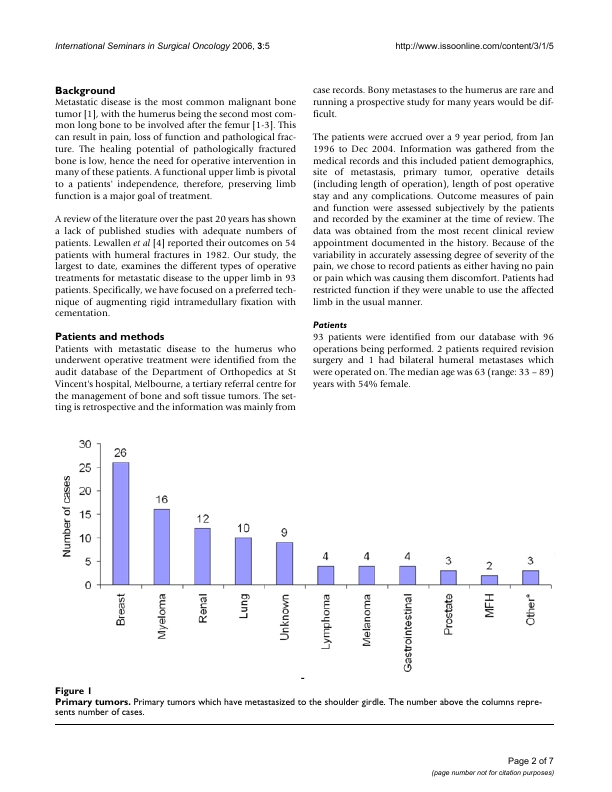 International Seminars in Surgical Oncology 2006, 3:5
http://www.issoonline.com/content/3/1/5
Background
Metastatic disease is the most common malignant bone
tumor [1], with the humerus being the second most com-
mon long bone to be involved after the femur [1-3]. This
can result in pain, loss of function and pathological frac-
ture. The healing potential of pathologically fractured
bone is low, hence the need for operative intervention in
many of these patients. A functional upper limb is pivotal
to a patients' independence, therefore, preserving limb
function is a major goal of treatment.
A review of the literature over the past 20 years has shown
a lack of published studies with adequate numbers of
patients. Lewallen et al [4] reported their outcomes on 54
patients with humeral fractures in 1982. Our study, the
largest to date, examines the different types of operative
treatments for metastatic disease to the upper limb in 93
patients. Specifically, we have focused on a preferred tech-
nique of augmenting rigid intramedullary fixation with
cementation.
Patients and methods
Patients with metastatic disease to the humerus who
underwent operative treatment were identified from the
audit database of the Department of Orthopedics at St
Vincent's hospital, Melbourne, a tertiary referral centre for
the management of bone and soft tissue tumors. The set-
ting is retrospective and the information was mainly from
case records. Bony metastases to the humerus are rare and
running a prospective study for many years would be dif-
ficult.
The patients were accrued over a 9 year period, from Jan
1996 to Dec 2004. Information was gathered from the
medical records and this included patient demographics,
site of metastasis, primary tumor, operative details
(including length of operation), length of post operative
stay and any complications. Outcome measures of pain
and function were assessed subjectively by the patients
and recorded by the examiner at the time of review. The
data was obtained from the most recent clinical review
appointment documented in the history. Because of the
variability in accurately assessing degree of severity of the
pain, we chose to record patients as either having no pain
or pain which was causing them discomfort. Patients had
restricted function if they were unable to use the affected
limb in the usual manner.
Patients
93 patients were identified from our database with 96
operations being performed. 2 patients required revision
surgery and 1 had bilateral humeral metastases which
were operated on. The median age was 63 (range: 33 – 89)
years with 54% female.
Number of cases
30
25
20
15
10
5
0
26
16
12
10
9
4
4
4
3
2
3
Breast
Myeloma
Renal
Lung
Unknown
Lymphoma
Melanoma
Gastrointestinal
Prostate
MFH
Other*
Figure 1
Primary tumors. Primary tumors which have metastasized to the shoulder girdle. The number above the columns repre-
sents number of cases.
Page 2 of 7
(page number not for citation purposes)